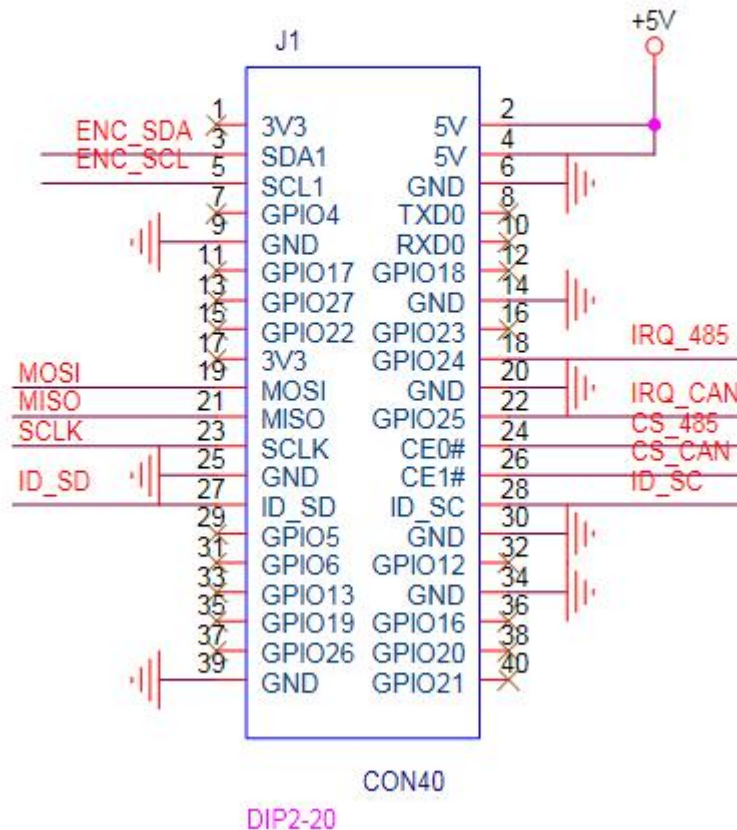 +5V
J1
1 3V3 5V 2
ENC_SDA 3 SDA1 5V 4
ENC_SCL 5 SCL1 GND 6
7 GPIO4 TXD0 8
9 GND RXD0 10
11 GPIO17 GPIO18 12
13 GPIO27 GND 14
15 GPIO22 GPIO23 16
17 3V3 GPIO24 18 IRQ_485
MOSI 19 MOSI GND 20
MISO 21 MISO GPIO25 22 IRQ_CAN
SCLK 23 SCLK CE0# 24 CS_485
25 GND CE1# 26 CS_CAN
ID_SD 27 ID_SD ID_SC 28 ID_SC
29 GPIO5 GND 30
31 GPIO6 GPIO12 32
33 GPIO13 GND 34
35 GPIO19 GPIO16 36
37 GPIO26 GPIO20 38
39 GND GPIO21 40
CON40
DIP2-20